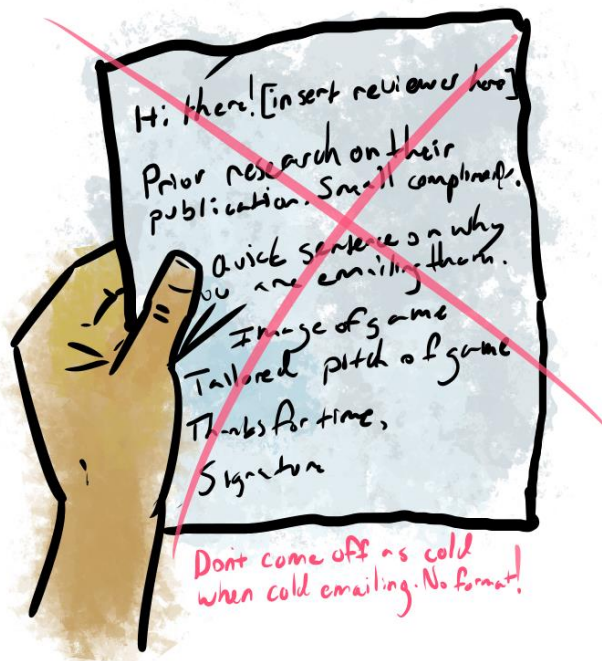 Hi there! [insert reviewer here]
Prior research on their
publication. Small compliments.
Quick sentence on why
you are emailing them.
Image of game
Tailored pitch of game
Thanks for time,
Signature
Dont come off as cold
when cold emailing. No format!